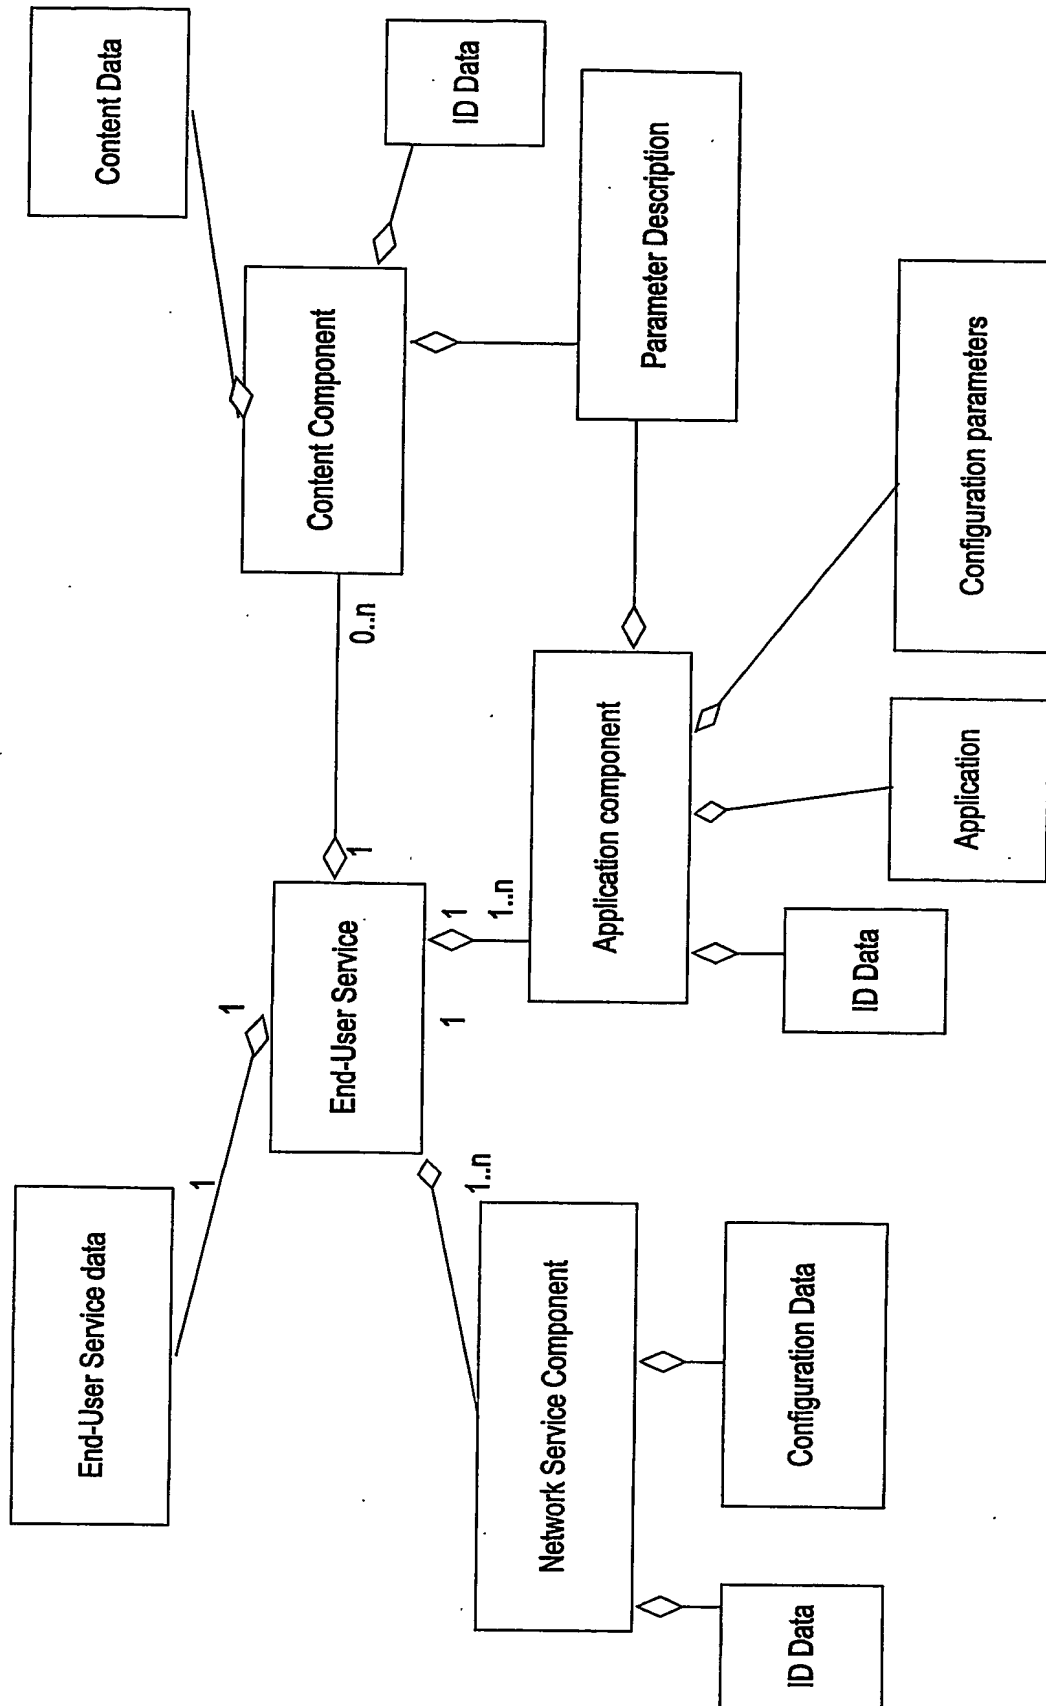 End-User Service data
Content Data
1
1
End-User Service
1
0..n
Content Component
ID Data
1
1
1..n
1..n
Network Service Component
Application component
Parameter Description
ID Data
Configuration Data
ID Data
Application
Configuration parameters